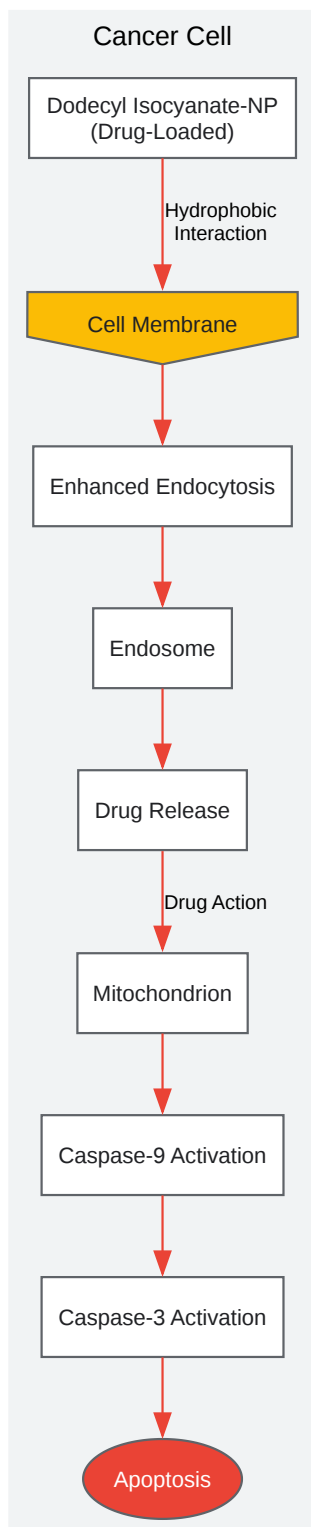 Cancer Cell
Dodecyl Isocyanate-NP
(Drug-Loaded)
Hydrophobic
Interaction
Cell Membrane
Enhanced Endocytosis
Endosome
Drug Release
Drug Action
Mitochondrion
Caspase-9 Activation
Caspase-3 Activation
Apoptosis